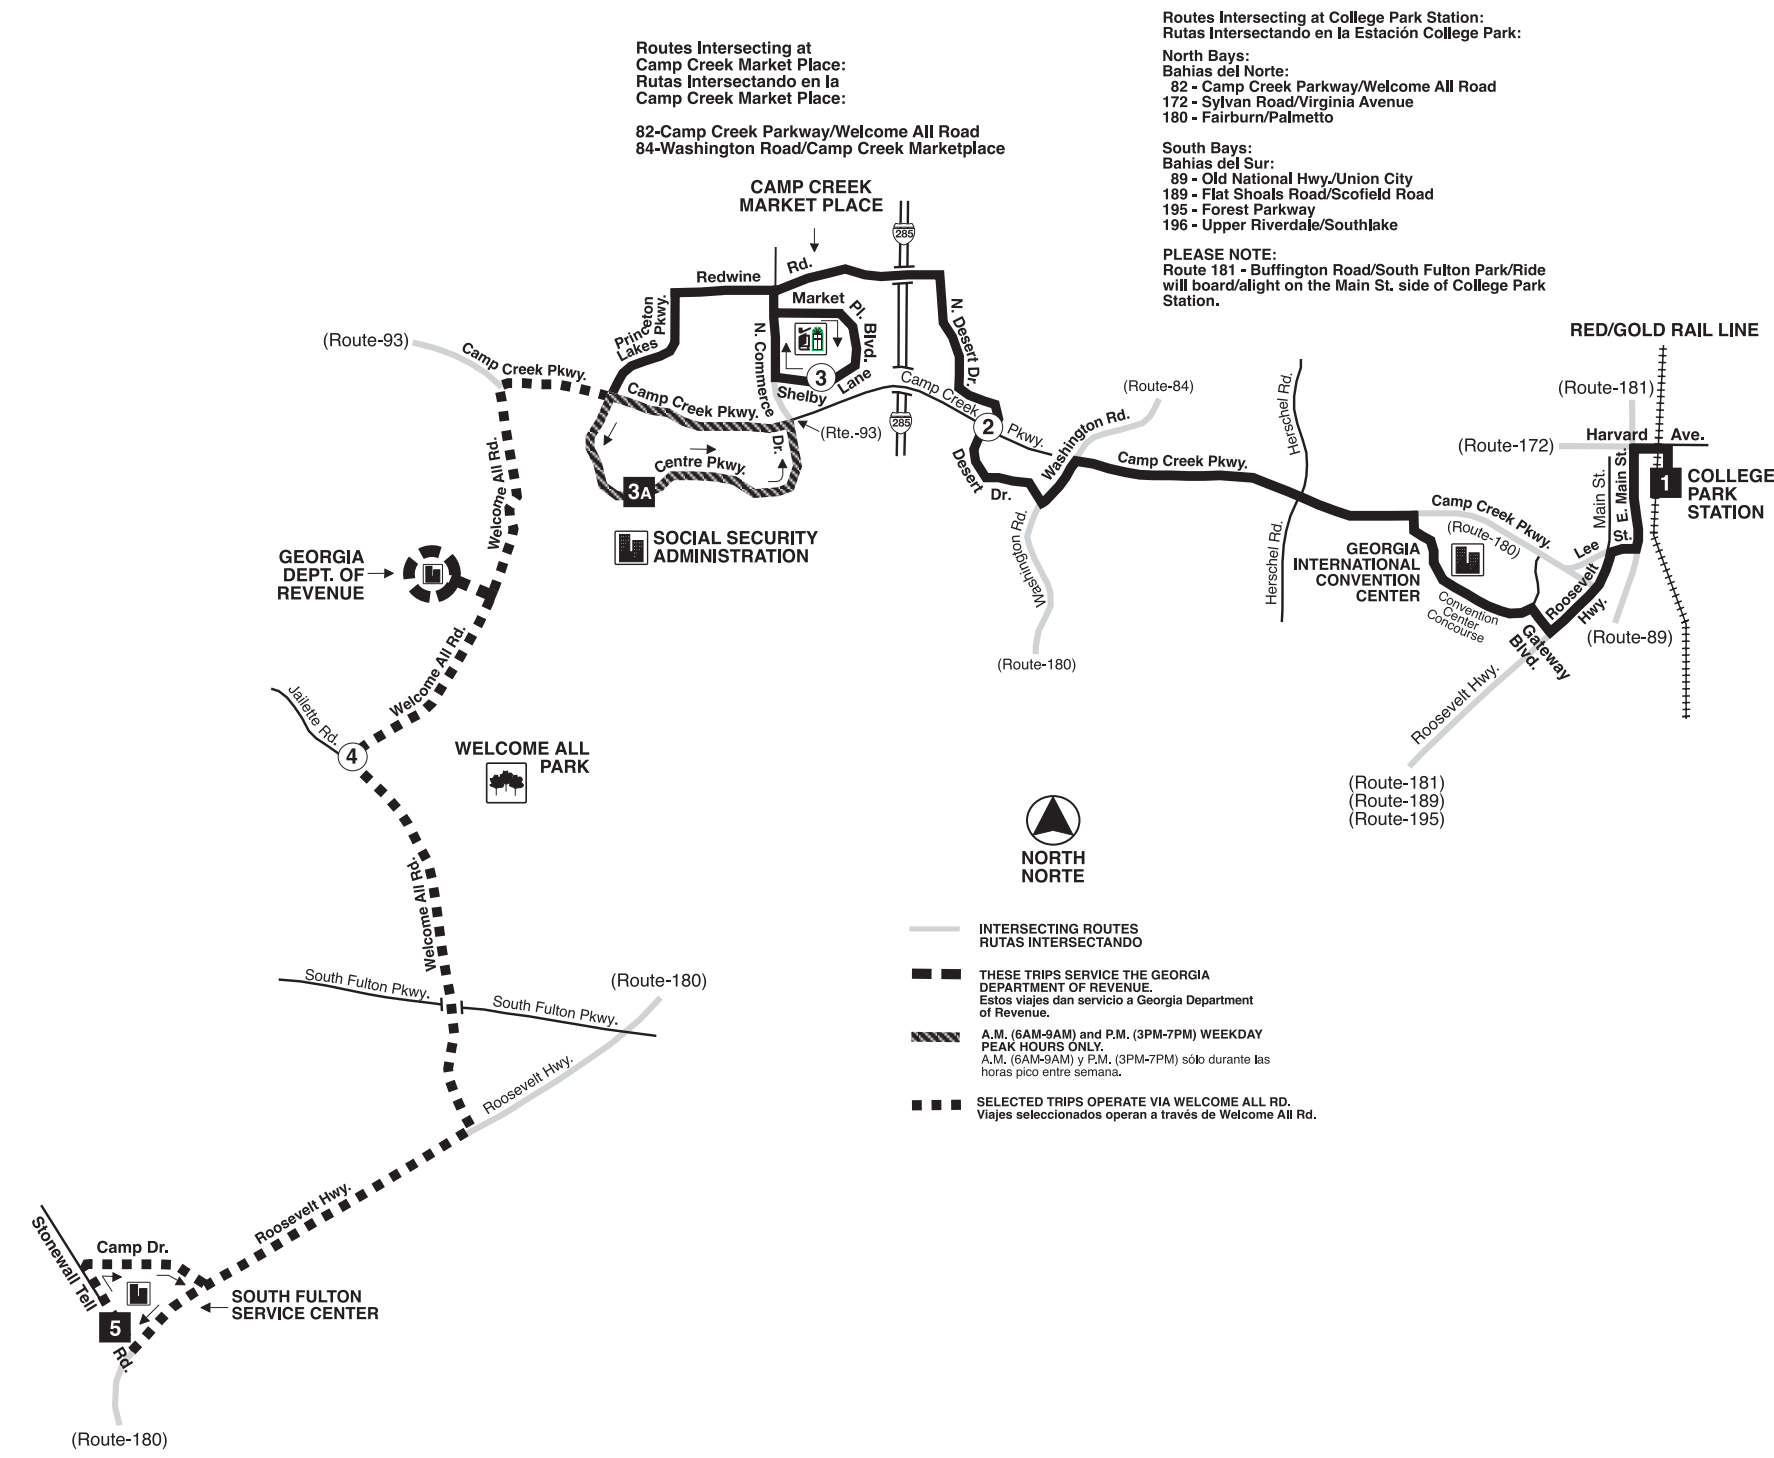 Routes Intersecting at
Camp Creek Market Place:
Rutas Intersectando en la
Camp Creek Market Place:
82-Camp Creek Parkway/Welcome All Road
84-Washington Road/Camp Creek Marketplace
Routes Intersecting at College Park Station:
Rutas Intersectando en la Estación College Park:
North Bays:
Bahias del Norte:
82 - Camp Creek Parkway/Welcome All Road
172 - Sylvan Road/Virginia Avenue
180 - Fairburn/Palmetto
South Bays:
Bahias del Sur:
89 - Old National Hwy./Union City
189 - Flat Shoals Road/Scofield Road
195 - Forest Parkway
196 - Upper Riverdale/Southlake
PLEASE NOTE:
Route 181 - Buffington Road/South Fulton Park/Ride
will board/alight on the Main St. side of College Park
Station.
CAMP CREEK
MARKET PLACE
285
Redwine
Rd.
Princeton
Lakes
Pkwy.
Market
Pl.
Blvd.
N. Commerce
Dr.
3
Shelby
Lane
N. Desert Dr.
(Route-93)
Camp Creek Pkwy.
Camp Creek Pkwy.
Camp Creek
Pkwy.
(Rte.-93)
285
2
Desert
Dr.
Washington Rd.
(Route-84)
Camp Creek Pkwy.
Washington Rd.
(Route-180)
Herschel Rd.
Herschel Rd.
RED/GOLD RAIL LINE
(Route-181)
Harvard
Ave.
(Route-172)
Main St.
E. Main St.
1
COLLEGE
PARK
STATION
Camp Creek Pkwy.
(Route-180)
Lee
St.
GEORGIA
INTERNATIONAL
CONVENTION
CENTER
Convention
Center
Concourse
Roosevelt
Hwy.
Gateway
Blvd.
(Route-89)
Roosevelt Hwy.
(Route-181)
(Route-189)
(Route-195)
Centre Pkwy.
3A
SOCIAL SECURITY
ADMINISTRATION
Welcome All Rd.
GEORGIA
DEPT. OF
REVENUE
Welcome All Rd.
Jailette Rd.
4
WELCOME ALL
PARK
Welcome All Rd.
South Fulton Pkwy.
South Fulton Pkwy.
(Route-180)
Roosevelt Hwy.
Roosevelt Hwy.
Stonewall Tell
Rd.
Camp Dr.
5
SOUTH FULTON
SERVICE CENTER
(Route-180)
NORTH
NORTE
INTERSECTING ROUTES
RUTAS INTERSECTANDO
THESE TRIPS SERVICE THE GEORGIA
DEPARTMENT OF REVENUE.
Estos viajes dan servicio a Georgia Department
of Revenue.
A.M. (6AM-9AM) and P.M. (3PM-7PM) WEEKDAY
PEAK HOURS ONLY.
A.M. (6AM-9AM) y P.M. (3PM-7PM) sólo durante las
horas pico entre semana.
SELECTED TRIPS OPERATE VIA WELCOME ALL RD.
Viajes seleccionados operan a través de Welcome All Rd.